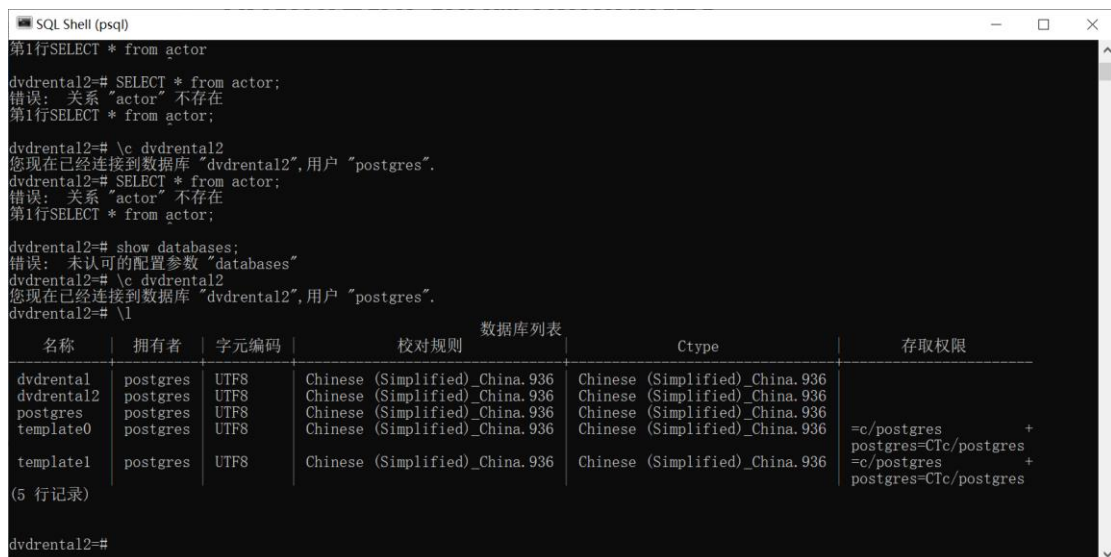 SQL Shell (psql)
第1行SELECT * from actor
dvdrental2=# SELECT * from actor;
错误: 关系 "actor" 不存在
第1行SELECT * from actor;
dvdrental2=# \c dvdrental2
您现在已经连接到数据库 "dvdrental2",用户 "postgres".
dvdrental2=# SELECT * from actor;
错误: 关系 "actor" 不存在
第1行SELECT * from actor;
dvdrental2=# show databases;
错误: 未认可的配置参数 "databases"
dvdrental2=# \c dvdrental2
您现在已经连接到数据库 "dvdrental2",用户 "postgres".
dvdrental2=# \l
数据库列表
名称 | 拥有者 | 字元编码 | 校对规则 | Ctype | 存取权限
dvdrental | postgres | UTF8 | Chinese (Simplified)_China.936 | Chinese (Simplified)_China.936 |
dvdrental2 | postgres | UTF8 | Chinese (Simplified)_China.936 | Chinese (Simplified)_China.936 |
postgres | postgres | UTF8 | Chinese (Simplified)_China.936 | Chinese (Simplified)_China.936 |
template0 | postgres | UTF8 | Chinese (Simplified)_China.936 | Chinese (Simplified)_China.936 | =c/postgres +
postgres=CTc/postgres
template1 | postgres | UTF8 | Chinese (Simplified)_China.936 | Chinese (Simplified)_China.936 | =c/postgres +
postgres=CTc/postgres
(5 行记录)
dvdrental2=#